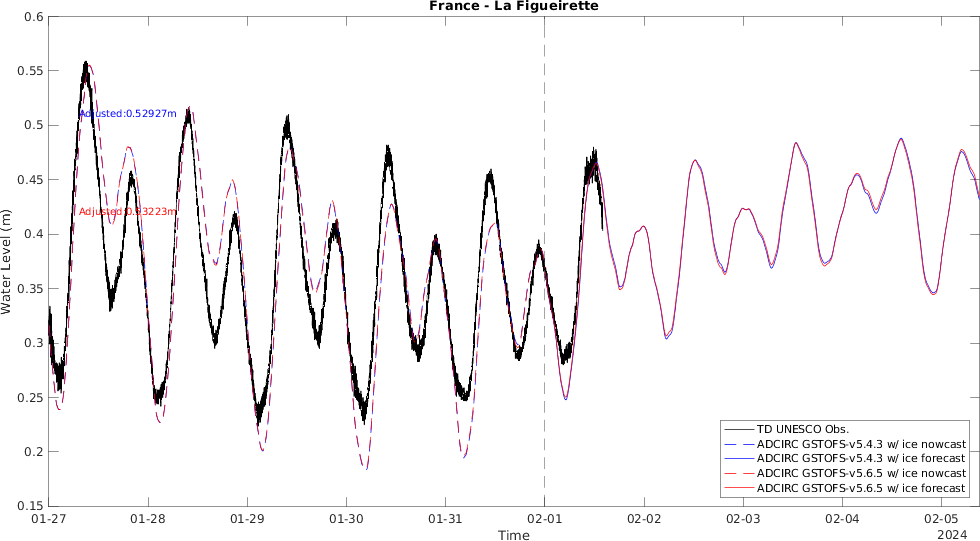 France - La Figueirette
0.6
0.55
0.5
0.45
0.4
0.35
0.3
0.25
0.2
0.15
Water Level (m)
Adjusted:0.52927m
Adjusted:0.93223m
TD UNESCO Obs.
ADCIRC GSTOFS-v5.4.3 w/ ice nowcast
ADCIRC GSTOFS-v5.4.3 w/ ice forecast
ADCIRC GSTOFS-v5.6.5 w/ ice nowcast
ADCIRC GSTOFS-v5.6.5 w/ ice forecast
01-27 01-28 01-29 01-30 01-31 02-01 02-02 02-03 02-04 02-05
Time 2024